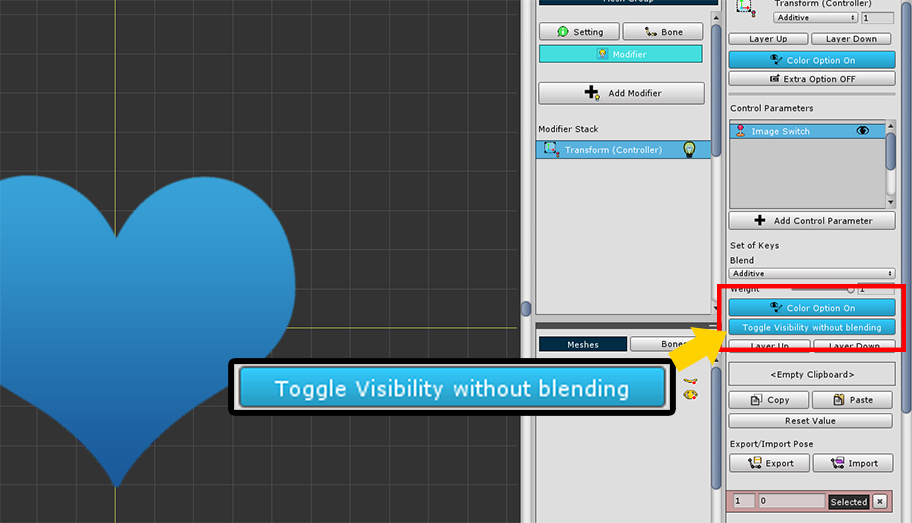 Mesh Group
Setting
Bone
Modifier
Add Modifier
Modifier Stack
Transform (Controller)
Meshes
Bones
Toggle Visibility without blending
Transform (Controller)
Additive
1
Layer Up
Layer Down
Color Option On
Extra Option OFF
Control Parameters
Image Switch
Add Control Parameter
Set of Keys
Blend
Additive
Weight
1
Color Option On
Toggle Visibility without blending
Layer Up
Layer Down
<Empty Clipboard>
Copy
Paste
Reset Value
Export/Import Pose
Export
Import
1
0
Selected